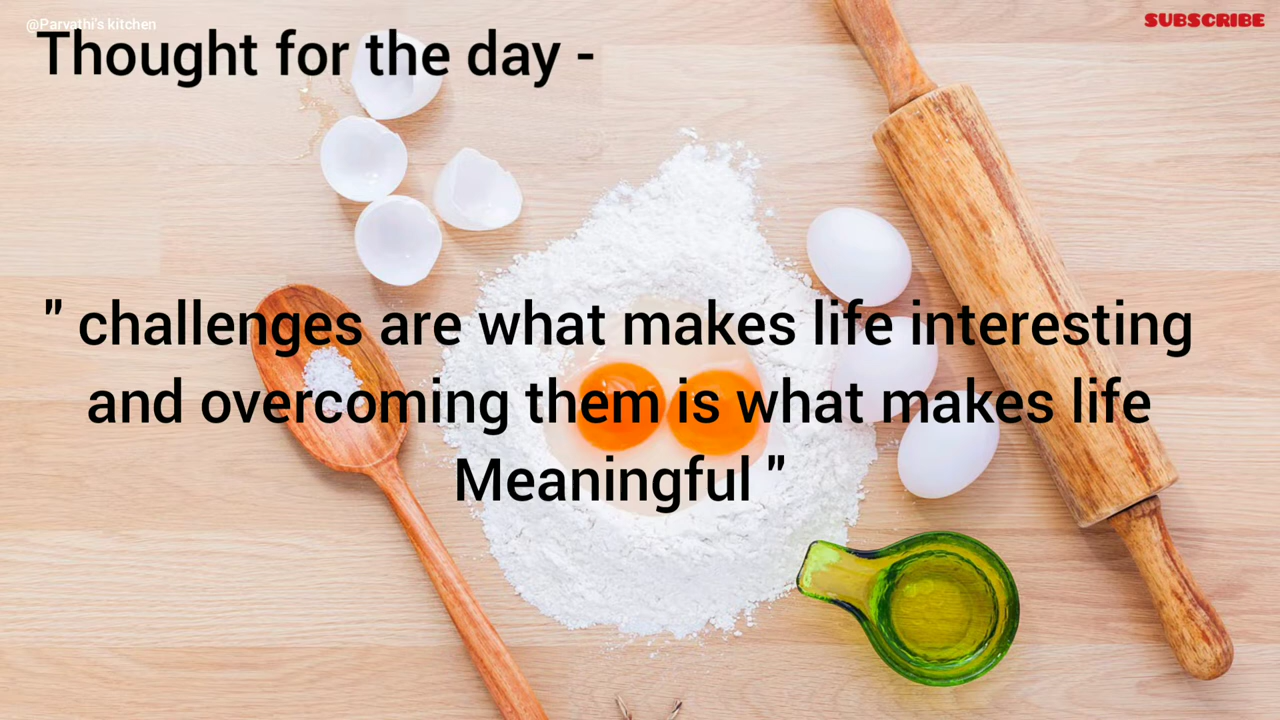 @Parvathi's kitchen
SUBSCRIBE
Thought for the day -
" challenges are what makes life interesting
and overcoming them is what makes life
Meaningful "